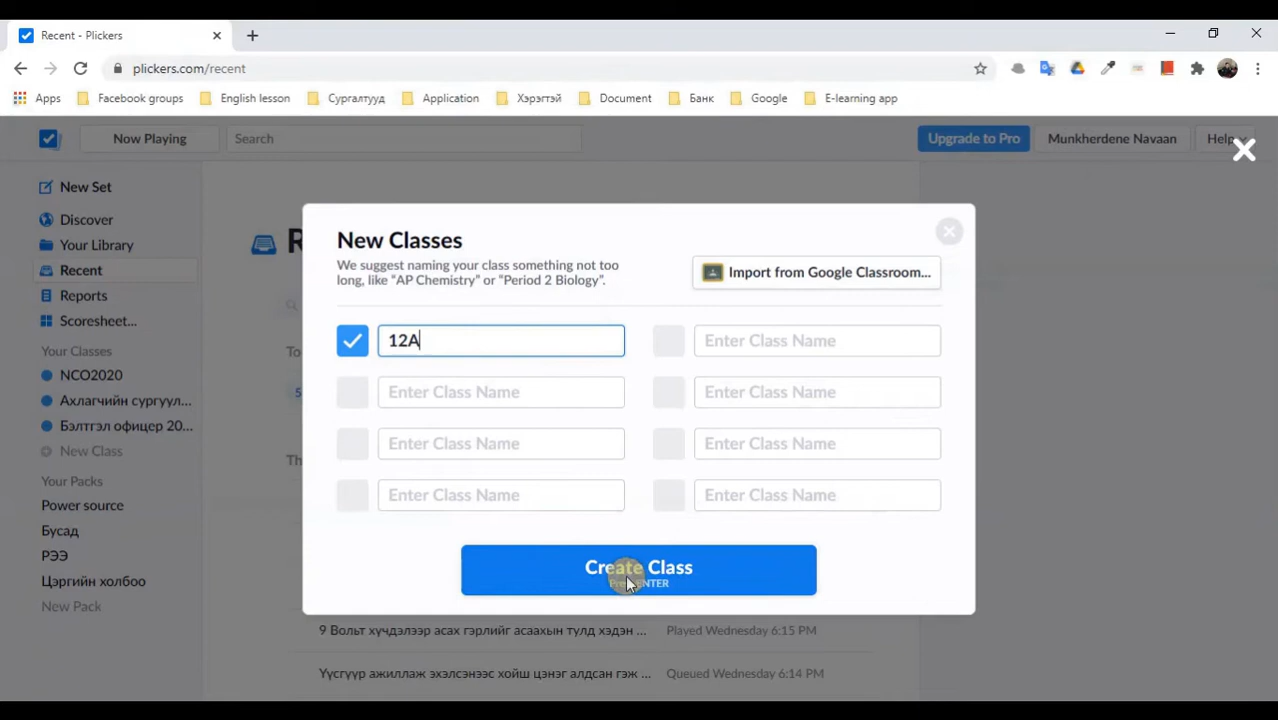 Recent - Plickers
plickers.com/recent
Apps
Facebook groups
English lesson
Сургалтууд
Application
Хэрэгтэй
Document
Банк
Google
E-learning app
Now Playing
Search
Upgrade to Pro
Munkherdene Navaan
Help
New Set
Discover
Your Library
Recent
Reports
Scoresheet...
Your Classes
NCO2020
Ахлагчийн сургуул...
Бэлтгэл офицер 20...
New Class
Your Packs
Power source
Бусад
РЭЕ
Цэргийн холбоо
New Pack
New Classes
We suggest naming your class something not too
long, like “AP Chemistry” or “Period 2 Biology”.
Import from Google Classroom...
12A
Enter Class Name
Enter Class Name
Enter Class Name
Enter Class Name
Enter Class Name
Enter Class Name
Enter Class Name
Create Class
9 Вольт хүчдэлээр асах гэрлийг асаахын тулд хэдэн ...
Played Wednesday 6:15 PM
Үүсгүүр ажиллаж эхэлсэнээс хойш цэнэг алдсан гэж ...
Queued Wednesday 6:14 PM